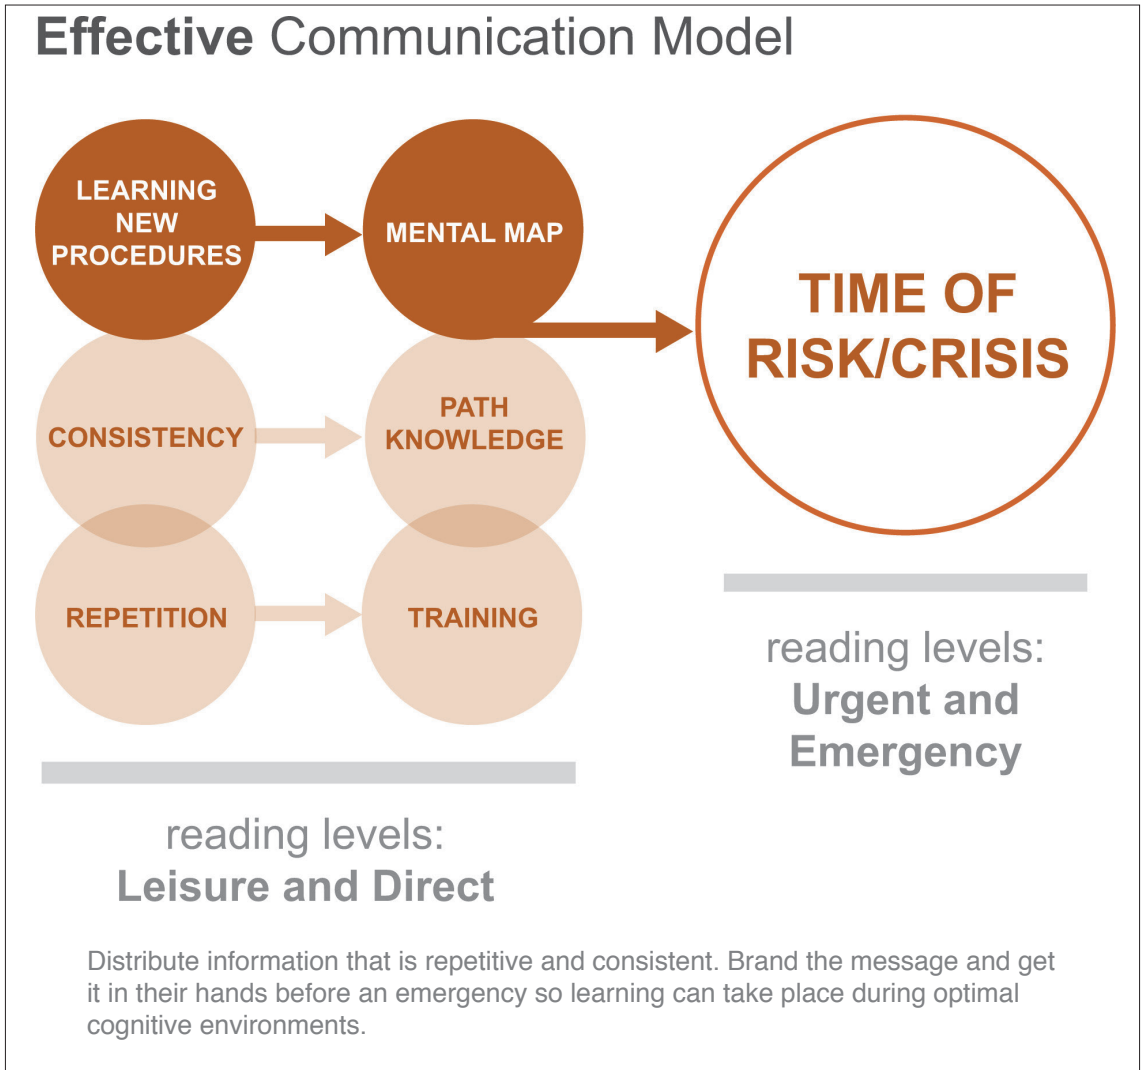 Effective Communication Model
LEARNING
NEW
PROCEDURES
MENTAL MAP
TIME OF
RISK/CRISIS
CONSISTENCY
PATH
KNOWLEDGE
REPETITION
TRAINING
reading levels:
Urgent and
Emergency
reading levels:
Leisure and Direct
Distribute information that is repetitive and consistent. Brand the message and get
it in their hands before an emergency so learning can take place during optimal
cognitive environments.